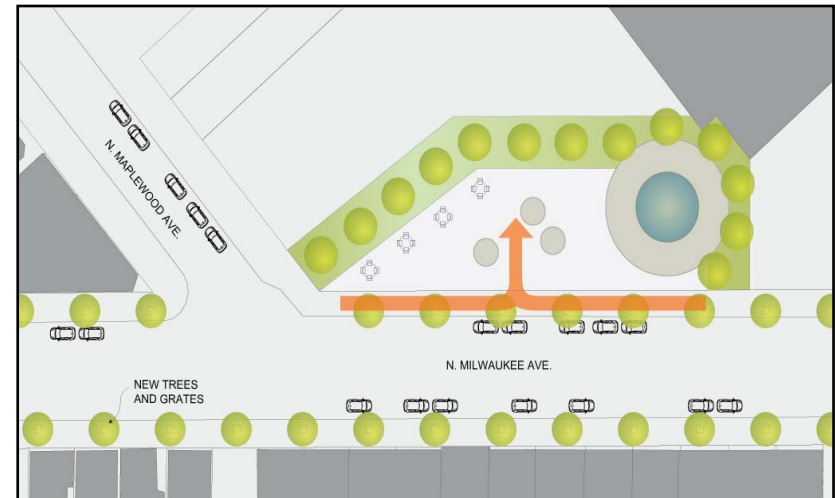 N. MAPLEWOOD AVE.
N. MILWAUKEE AVE.
NEW TREES
AND GRATES